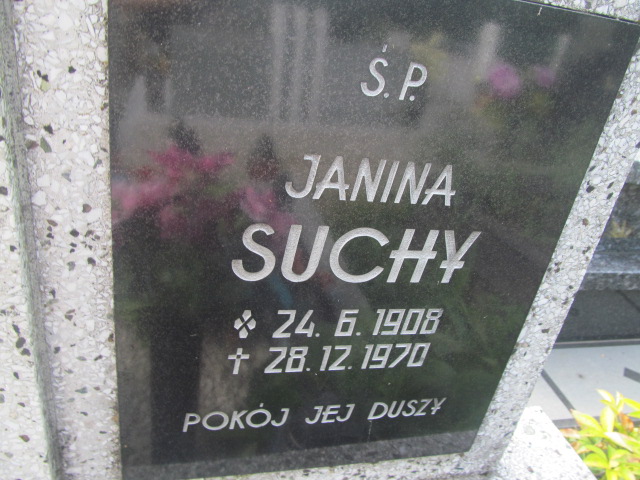 Ś.P.
JANINA
SUCHY
24. 6. 1908
† 28.12.1970
POKÓJ JEJ DUSZY